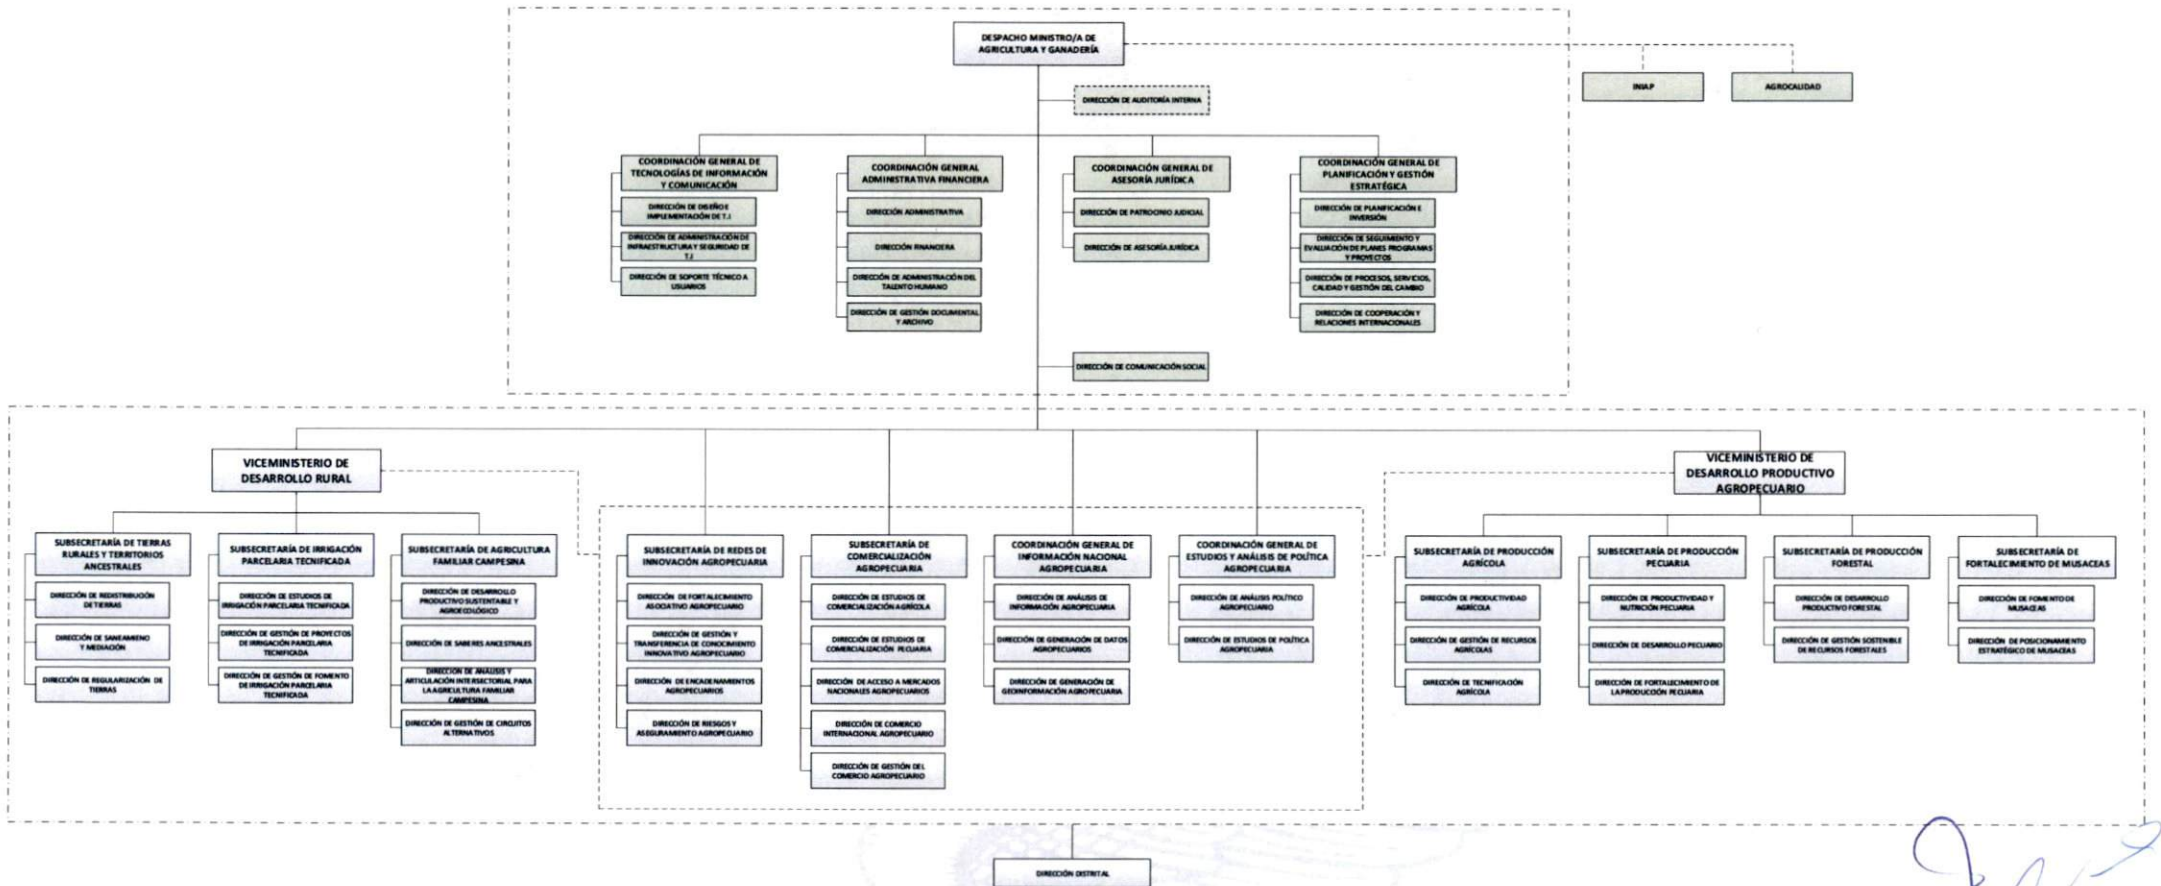 DESPACHO MINISTRO/A DE
AGRICULTURA Y GANADERÍA
INIAP
AGROCALIDAD
DIRECCIÓN DE AUDITORÍA INTERNA
COORDINACIÓN GENERAL DE
TECNOLOGÍAS DE INFORMACIÓN
Y COMUNICACIÓN
DIRECCIÓN DE DISEÑO E
IMPLEMENTACIÓN DE T.I
DIRECCIÓN DE ADMINISTRACIÓN DE
INFRAESTRUCTURA Y SEGURIDAD DE
T.I
DIRECCIÓN DE SOPORTE TÉCNICO A
USUARIOS
COORDINACIÓN GENERAL
ADMINISTRATIVA FINANCIERA
DIRECCIÓN ADMINISTRATIVA
DIRECCIÓN FINANCIERA
DIRECCIÓN DE ADMINISTRACIÓN DEL
TALENTO HUMANO
DIRECCIÓN DE GESTIÓN DOCUMENTAL
Y ARCHIVO
COORDINACIÓN GENERAL DE
ASESORÍA JURÍDICA
DIRECCIÓN DE PATROCINIO JUDICIAL
DIRECCIÓN DE ASESORÍA JURÍDICA
COORDINACIÓN GENERAL DE
PLANIFICACIÓN Y GESTIÓN
ESTRATÉGICA
DIRECCIÓN DE PLANIFICACIÓN E
INVERSIÓN
DIRECCIÓN DE SEGUIMIENTO Y
EVALUACIÓN DE PLANES PROGRAMAS
Y PROYECTOS
DIRECCIÓN DE PROCESOS, SERVICIOS,
CALIDAD Y GESTIÓN DEL CAMBIO
DIRECCIÓN DE COOPERACIÓN Y
RELACIONES INTERNACIONALES
DIRECCIÓN DE COMUNICACIÓN SOCIAL
VICEMINISTERIO DE
DESARROLLO RURAL
SUBSECRETARÍA DE TIERRAS
RURALES Y TERRITORIOS
ANCESTRALES
DIRECCIÓN DE REDISTRIBUCIÓN
DE TIERRAS
DIRECCIÓN DE SANEAMIENO
Y MEDIACIÓN
DIRECCIÓN DE REGULARIZACIÓN DE
TIERRAS
SUBSECRETARÍA DE IRRIGACIÓN
PARCELARIA TECNIFICADA
DIRECCIÓN DE ESTUDIOS DE
IRRIGACIÓN PARCELARIA TECNIFICADA
DIRECCIÓN DE GESTIÓN DE PROYECTOS
DE IRRIGACIÓN PARCELARIA
TECNIFICADA
DIRECCIÓN DE GESTIÓN DE FOMENTO
DE IRRIGACIÓN PARCELARIA
TECNIFICADA
SUBSECRETARÍA DE AGRICULTURA
FAMILIAR CAMPESINA
DIRECCIÓN DE DESARROLLO
PRODUCTIVO SUSTENTABLE Y
AGROECOLÓGICO
DIRECCIÓN DE SABERES ANCESTRALES
DIRECCION DE ANALISIS Y
ARTICULACIÓN INTERSECTORIAL PARA
LA AGRICULTURA FAMILIAR
CAMPESINA
DIRECCIÓN DE GESTIÓN DE CIRCUITOS
ALTERNATIVOS
SUBSECRETARÍA DE REDES DE
INNOVACIÓN AGROPECUARIA
DIRECCIÓN DE FORTALECIMIENTO
ASOCIATIVO AGROPECUARIO
DIRECCIÓN DE GESTIÓN Y
TRANSFERENCIA DE CONOCIMIENTO
INNOVATIVO AGROPECUARIO
DIRECCIÓN DE ENCADENAMIENTOS
AGROPECUARIOS
DIRECCIÓN DE RIESGOS Y
ASEGURAMIENTO AGROPECUARIO
SUBSECRETARÍA DE
COMERCIALIZACIÓN
AGROPECUARIA
DIRECCIÓN DE ESTUDIOS DE
COMERCIALIZACIÓN AGRÍCOLA
DIRECCIÓN DE ESTUDIOS DE
COMERCIALIZACIÓN PECUARIA
DIRECCIÓN DE ACCESO A MERCADOS
NACIONALES AGROPECUARIOS
DIRECCIÓN DE COMERCIO
INTERNACIONAL AGROPECUARIO
DIRECCIÓN DE GESTIÓN DEL
COMERCIO AGROPECUARIO
COORDINACIÓN GENERAL DE
INFORMACIÓN NACIONAL
AGROPECUARIA
DIRECCIÓN DE ANÁLISIS DE
INFORMACIÓN AGROPECUARIA
DIRECCIÓN DE GENERACIÓN DE DATOS
AGROPECUARIOS
DIRECCIÓN DE GENERACIÓN DE
GEOINFORMACIÓN AGROPECUARIA
COORDINACIÓN GENERAL DE
ESTUDIOS Y ANÁLISIS DE POLÍTICA
AGROPECUARIA
DIRECCIÓN DE ANÁLISIS POLÍTICO
AGROPECUARIO
DIRECCIÓN DE ESTUDIOS DE POLÍTICA
AGROPECUARIA
VICEMINISTERIO DE
DESARROLLO PRODUCTIVO
AGROPECUARIO
SUBSECRETARÍA DE PRODUCCIÓN
AGRÍCOLA
DIRECCIÓN DE PRODUCTIVIDAD
AGRÍCOLA
DIRECCIÓN DE GESTIÓN DE RECURSOS
AGRÍCOLAS
DIRECCIÓN DE TECNIFICACIÓN
AGRÍCOLA
SUBSECRETARÍA DE PRODUCCIÓN
PECUARIA
DIRECCIÓN DE PRODUCTIVIDAD Y
NUTRICIÓN PECUARIA
DIRECCIÓN DE DESARROLLO PECUARIO
DIRECCIÓN DE FORTALECIMIENTO DE
LA PRODUCCIÓN PECUARIA
SUBSECRETARÍA DE PRODUCCIÓN
FORESTAL
DIRECCIÓN DE DESARROLLO
PRODUCTIVO FORESTAL
DIRECCIÓN DE GESTIÓN SOSTENIBLE
DE RECURSOS FORESTALES
SUBSECRETARÍA DE
FORTALECIMIENTO DE MUSACEAS
DIRECCIÓN DE FOMENTO DE
MUSACEAS
DIRECCIÓN DE POSICIONAMIENTO
ESTRATÉGICO DE MUSACEAS
DIRECCIÓN DISTRITAL